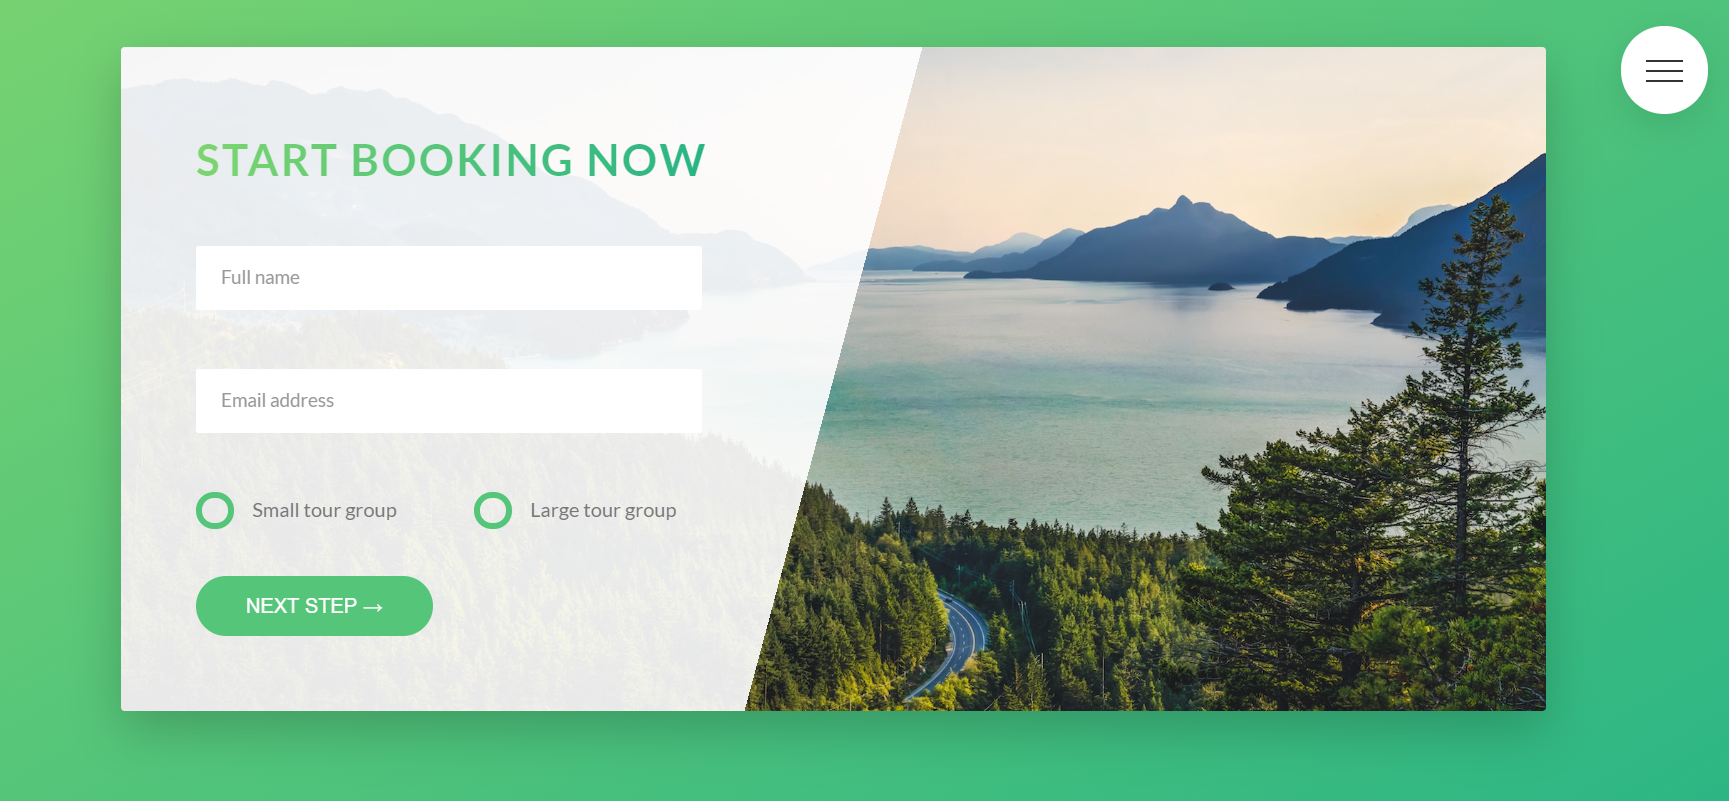 START BOOKING NOW
Full name
Email address
Small tour group
Large tour group
NEXT STEP →